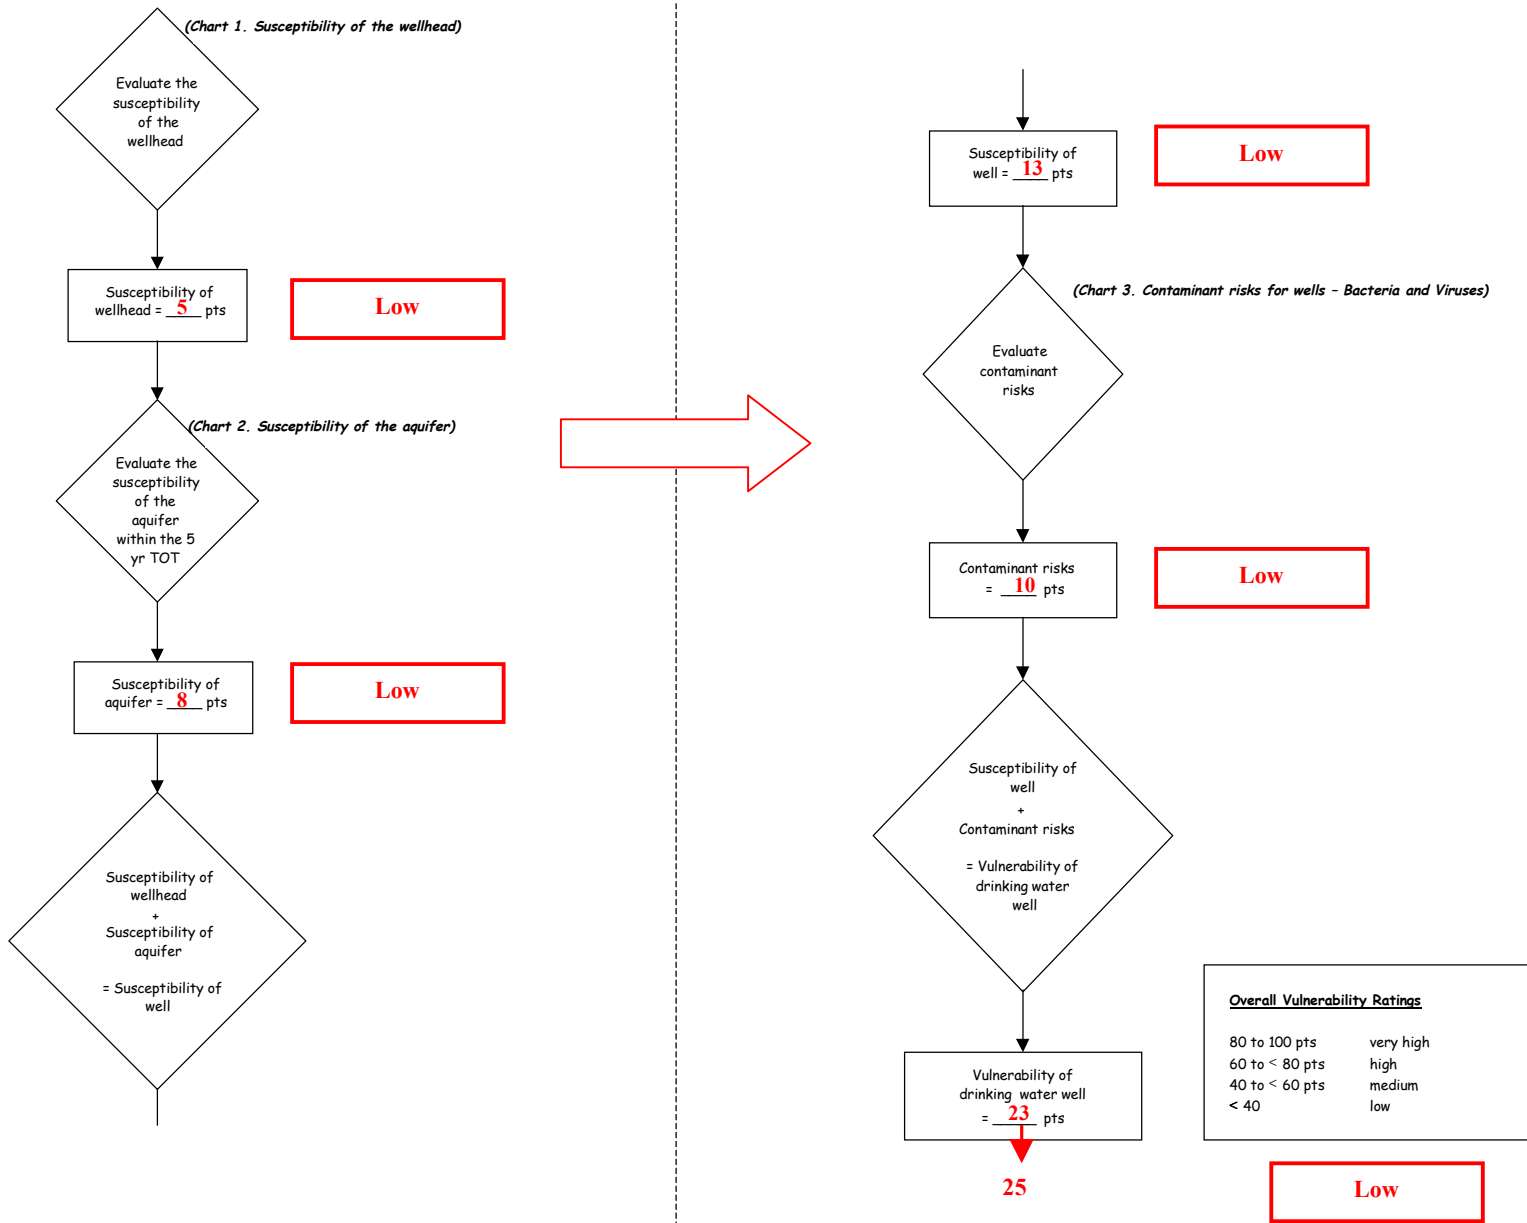 (Chart 1. Susceptibility of the wellhead)
Evaluate the
susceptibility
of the
wellhead
Susceptibility of
wellhead = __5__ pts
Low
(Chart 2. Susceptibility of the aquifer)
Evaluate the
susceptibility
of the
aquifer
within the 5
yr TOT
Susceptibility of
aquifer = __8__ pts
Low
Susceptibility of
wellhead
+
Susceptibility of
aquifer
= Susceptibility of
well
Susceptibility of
well = __13__ pts
Low
(Chart 3. Contaminant risks for wells – Bacteria and Viruses)
Evaluate
contaminant
risks
Contaminant risks
= __10__ pts
Low
Susceptibility of
well
+
Contaminant risks
= Vulnerability of
drinking water
well
Vulnerability of
drinking water well
= __23__ pts
25
Overall Vulnerability Ratings
80 to 100 pts very high
60 to < 80 pts high
40 to < 60 pts medium
< 40 low
Low